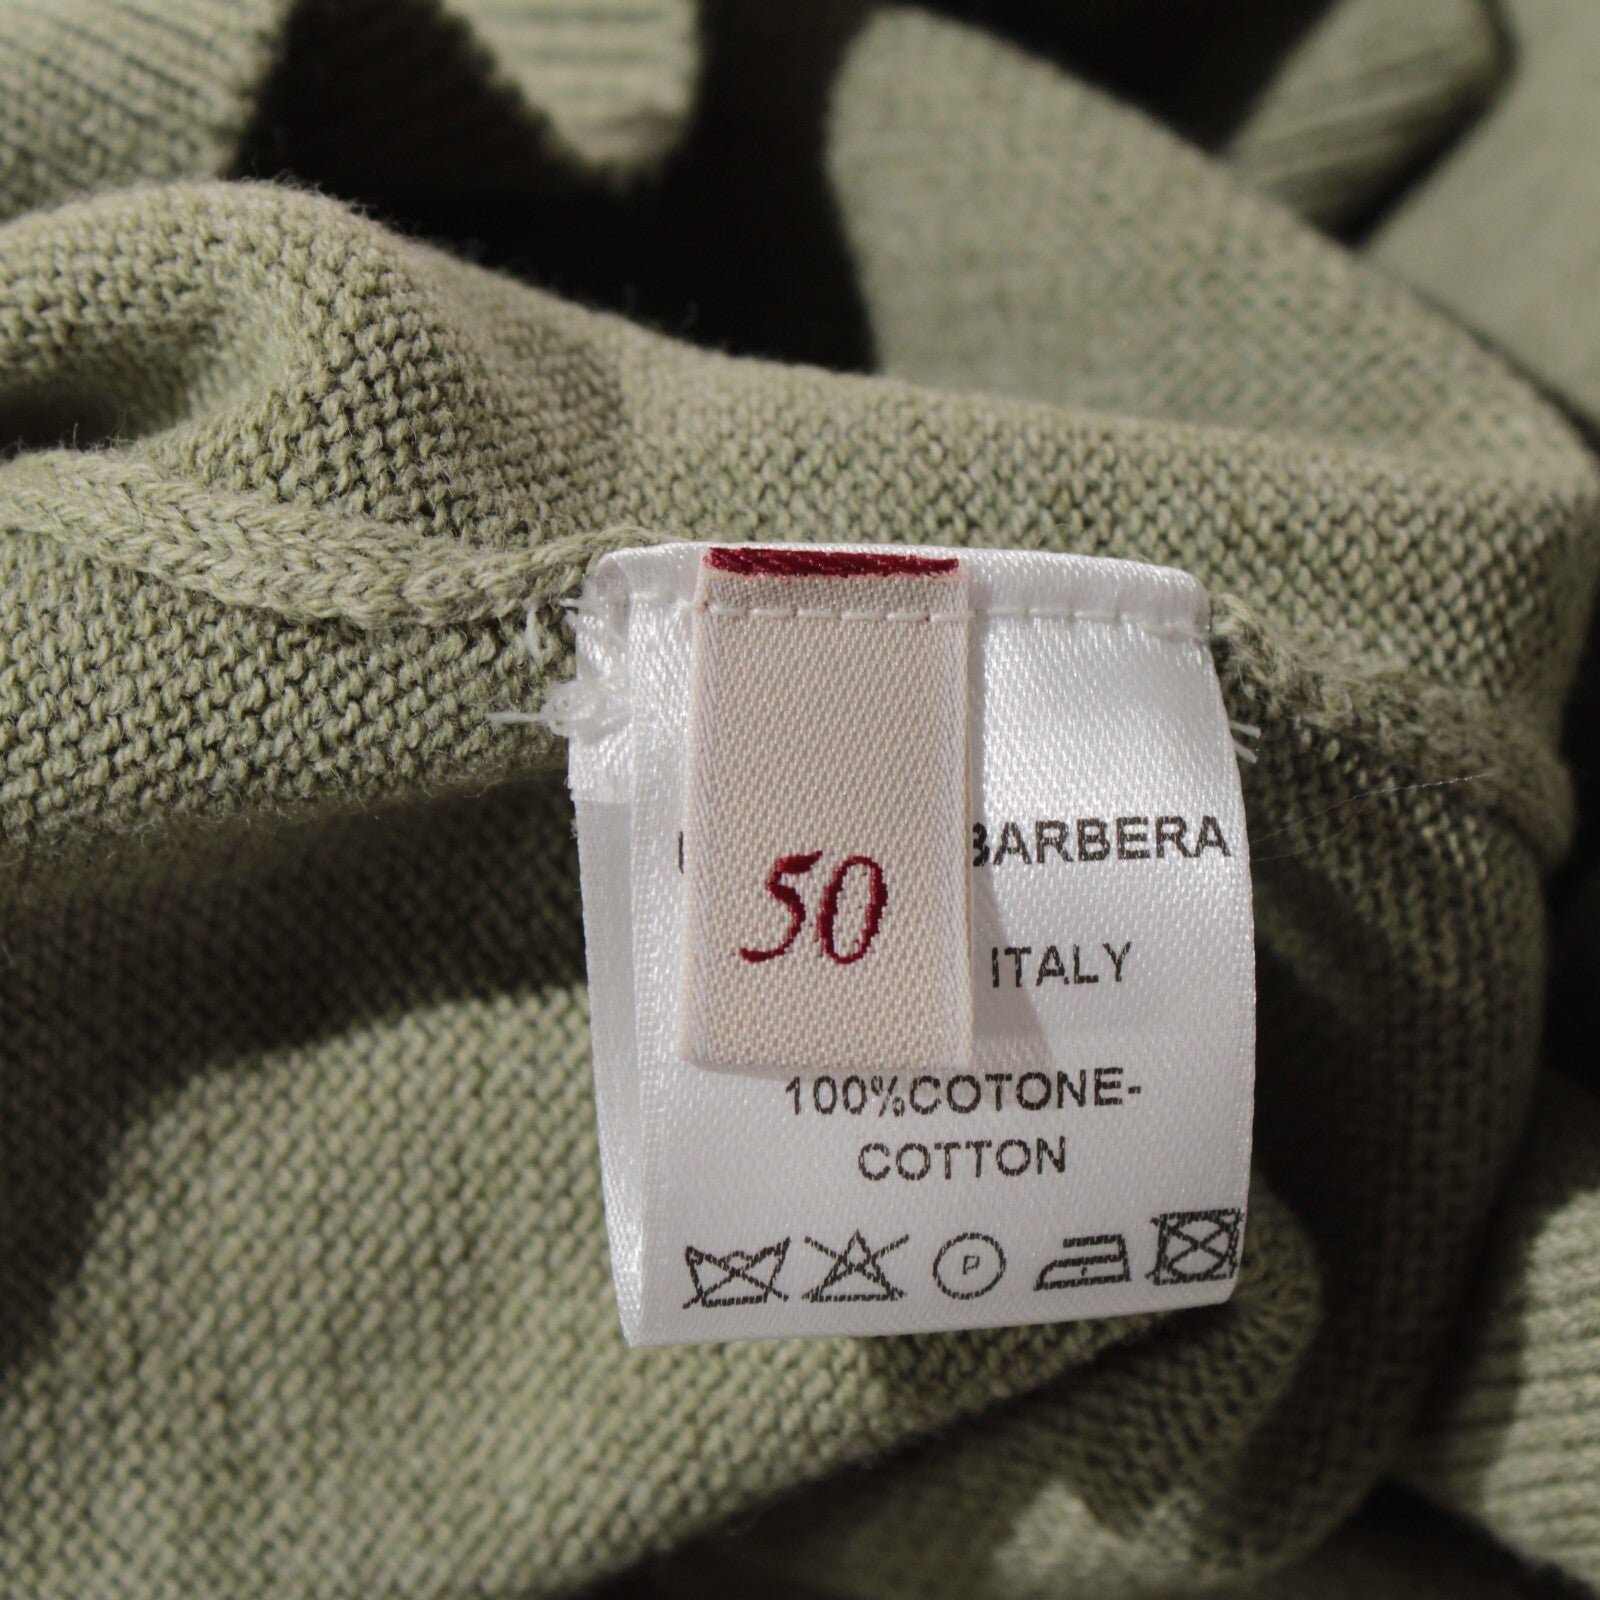 50
BARBERA
ITALY
100%COTONE-
COTTON
P